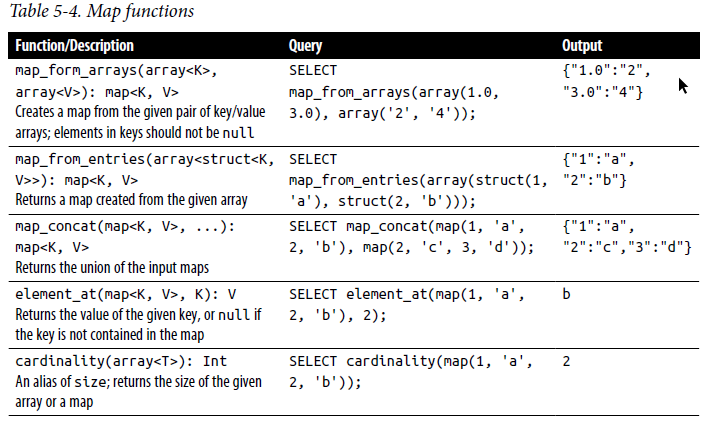 Table 5-4. Map functions
Function/Description Query Output
map_form_arrays(array<K>, SELECT {"1.0":"2",
array<V>): map<K, V> map_from_arrays(array(1.0, "3.0":"4"}
Creates a map from the given pair of key/value 3.0), array('2', '4'));
arrays; elements in keys should not be null
map_from_entries(array<struct<K, SELECT {"1":"a",
V>>): map<K, V> map_from_entries(array(struct(1, "2":"b"}
Returns a map created from the given array 'a'), struct(2, 'b')));
map_concat(map<K, V>, ...): SELECT map_concat(map(1, 'a', {"1":"a",
map<K, V> 2, 'b'), map(2, 'c', 3, 'd')); "2":"c","3":"d"}
Returns the union of the input maps
element_at(map<K, V>, K): V SELECT element_at(map(1, 'a', b
Returns the value of the given key, or null if 2, 'b'), 2);
the key is not contained in the map
cardinality(array<T>): Int SELECT cardinality(map(1, 'a', 2
An alias of size; returns the size of the given 2, 'b'));
array or a map